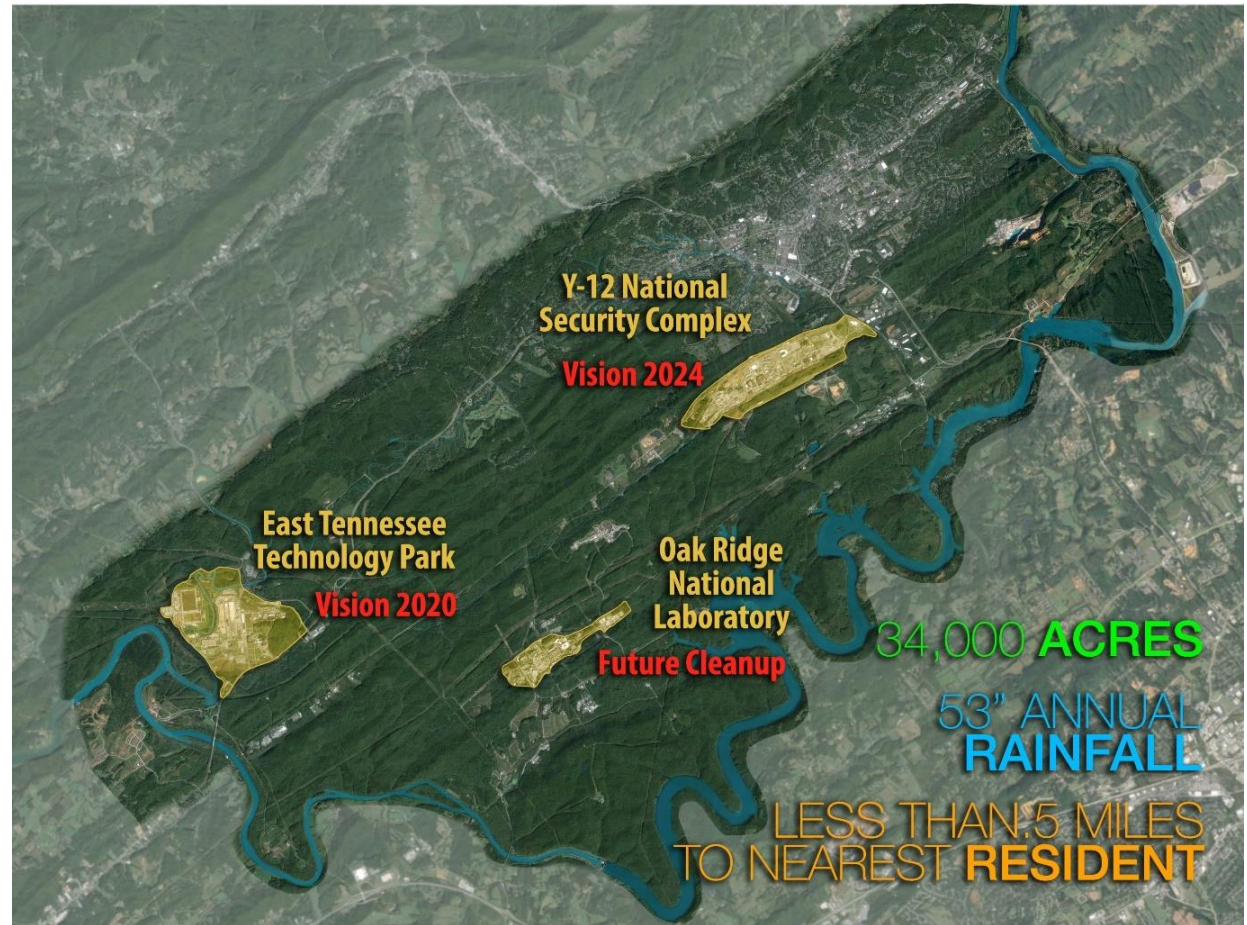 Y-12 National
Security Complex
Vision 2024
East Tennessee
Technology Park
Vision 2020
Oak Ridge
National
Laboratory
Future Cleanup
34,000 ACRES
53” ANNUAL
RAINFALL
LESS THAN .5 MILES
TO NEAREST RESIDENT